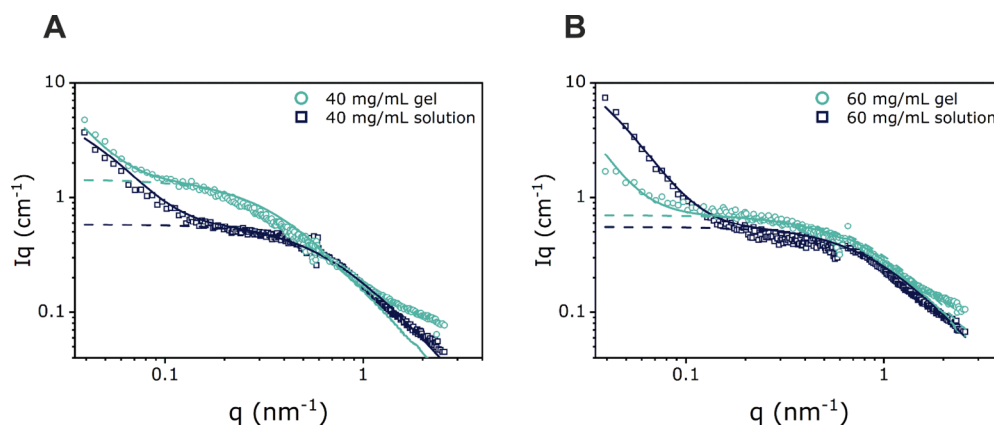 A
10
1
0.1
Iq (cm⁻¹)
40 mg/mL gel
40 mg/mL solution
0.1
1
q (nm⁻¹)
B
10
1
0.1
Iq (cm⁻¹)
60 mg/mL gel
60 mg/mL solution
0.1
1
q (nm⁻¹)